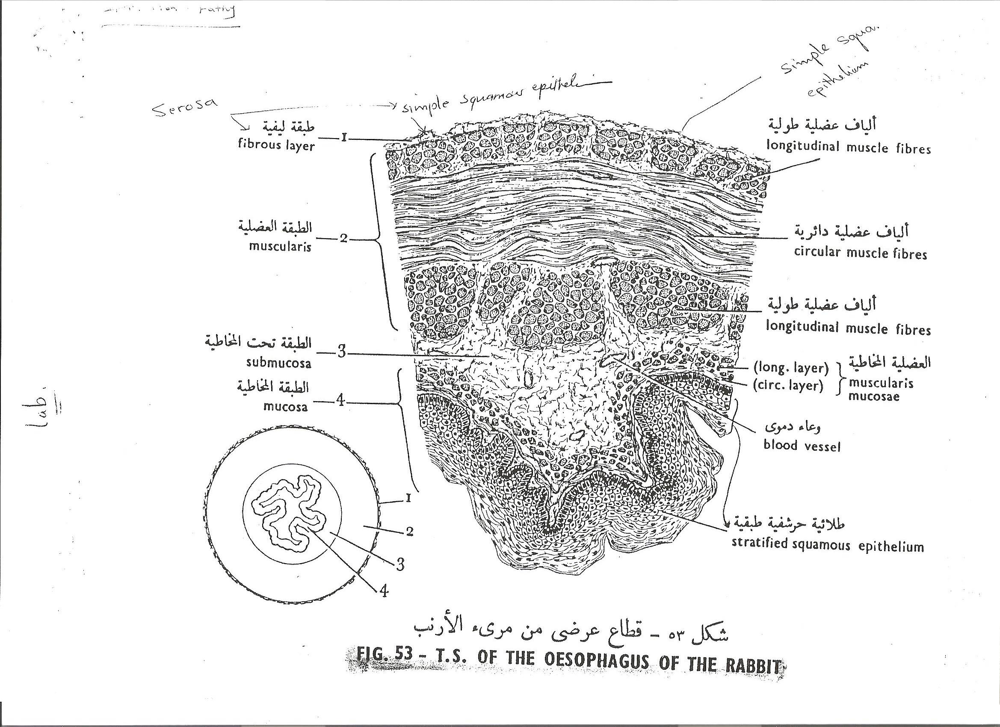 simple squa.
epithelium
Serosa
simple squamous
طبقة ليفية
fibrous layer
1
ألياف عضلية طولية
longitudinal muscle fibres
الطبقة العضلية
muscularis
2
ألياف عضلية دائرية
circular muscle fibres
ألياف عضلية طولية
longitudinal muscle fibres
الطبقة تحت المخاطية
submucosa
3
الطبقة المخاطية
mucosa
4
(long. layer)
(circ. layer)
العضلية المخاطية
muscularis
mucosae
وعاء دموى
blood vessel
lab.
1
2
3
4
طلائية حرشفية طبقية
stratified squamous epithelium
شكل ٥٣ - قطاع عرضى من مرىء الأرنب
FIG. 53 - T.S. OF THE OESOPHAGUS OF THE RABBIT